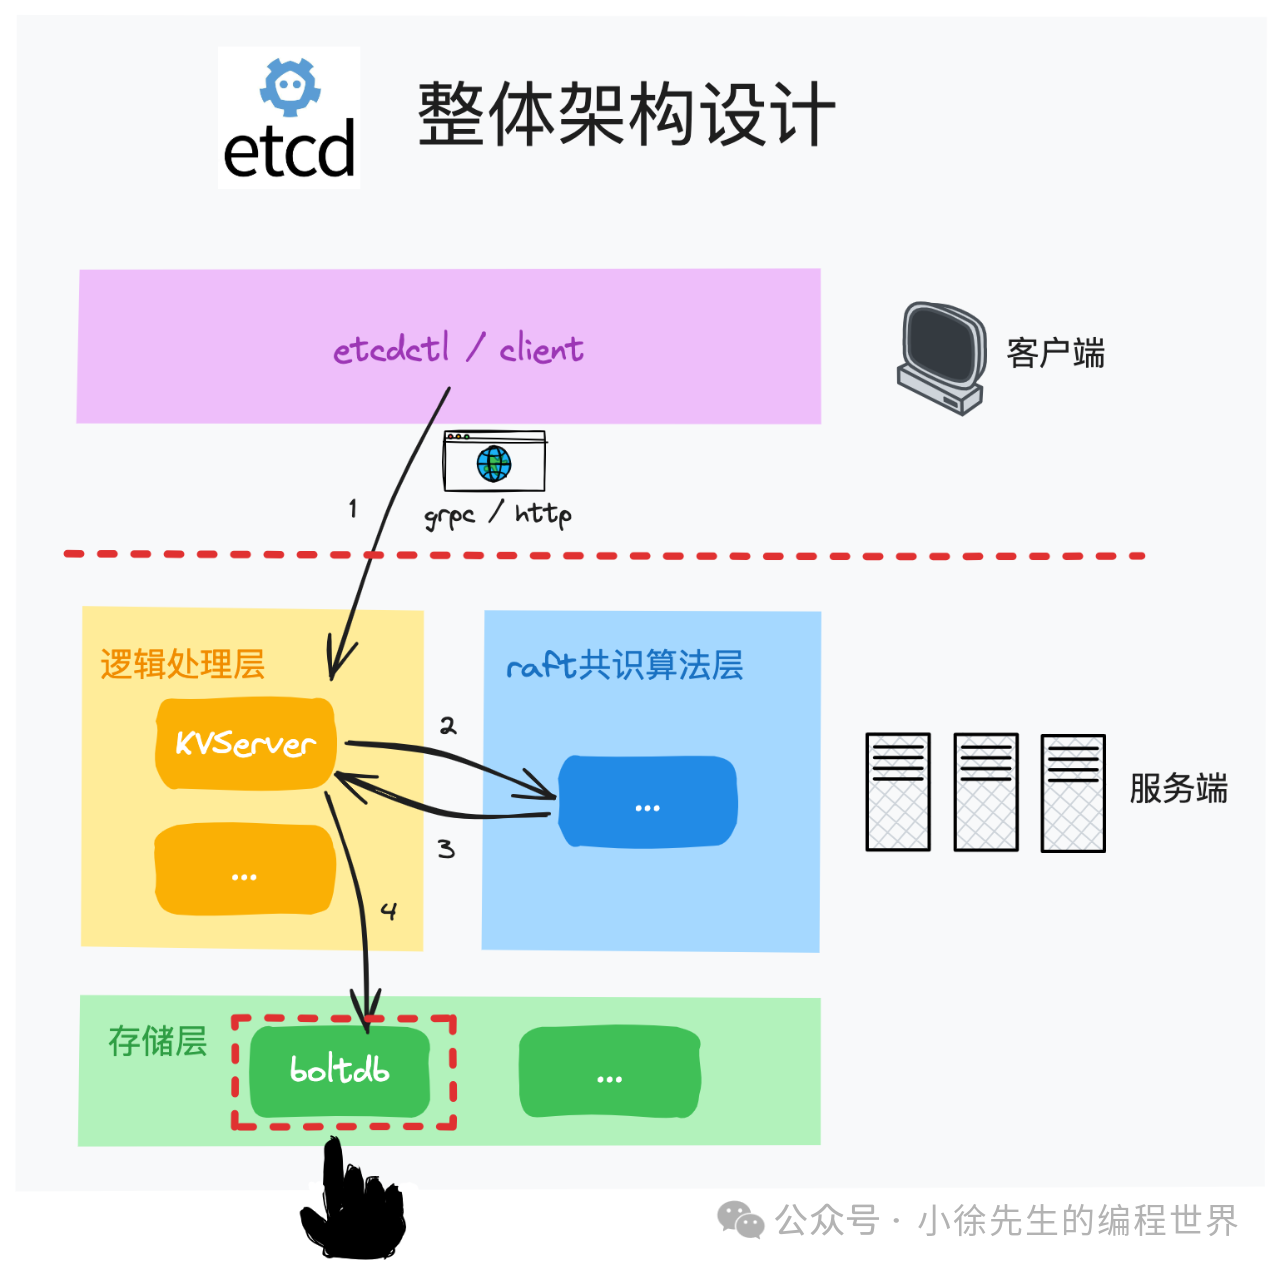 etcd
整体架构设计
etcdctl / client
客户端
1
grpc / http
逻辑处理层
raft共识算法层
KVServer
2
...
3
...
4
服务端
存储层
boltdb
...
公众号 · 小徐先生的编程世界